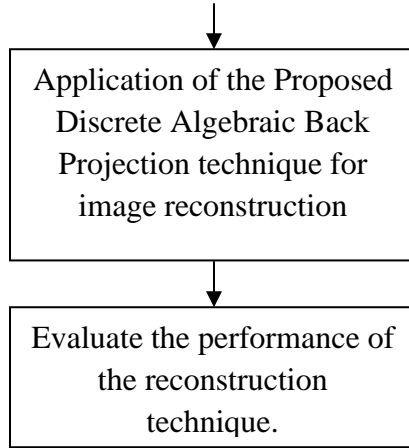 Application of the Proposed
Discrete Algebraic Back
Projection technique for
image reconstruction
Evaluate the performance of
the reconstruction
technique.